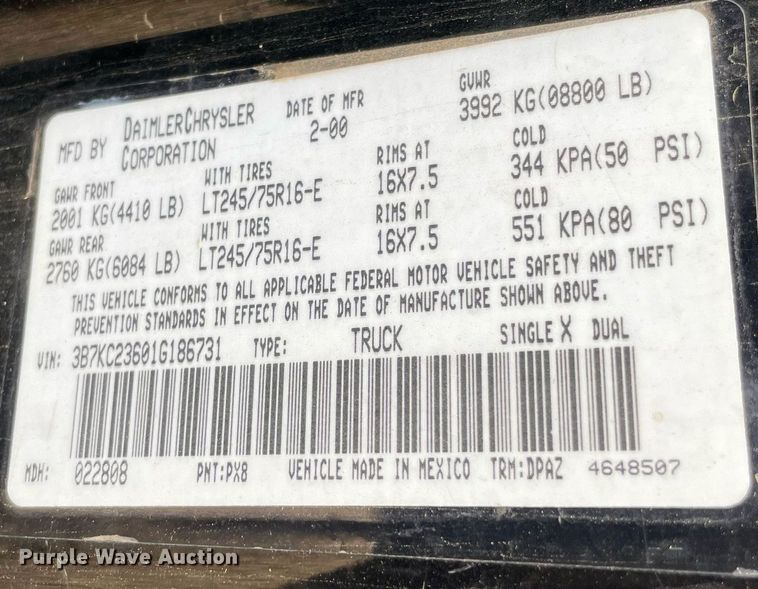 MFD BY DAIMLERCHRYSLER CORPORATION DATE OF MFR 2-00 GVWR 3992 KG(08800 LB)
GAWR FRONT WITH TIRES RIMS AT COLD
2001 KG(4410 LB) LT245/75R16-E 16X7.5 344 KPA(50 PSI)
GAWR REAR WITH TIRES RIMS AT COLD
2760 KG(6084 LB) LT245/75R16-E 16X7.5 551 KPA(80 PSI)
THIS VEHICLE CONFORMS TO ALL APPLICABLE FEDERAL MOTOR VEHICLE SAFETY AND THEFT
PREVENTION STANDARDS IN EFFECT ON THE DATE OF MANUFACTURE SHOWN ABOVE.
VIN: 3B7KC23601G186731 TYPE: TRUCK SINGLE X DUAL
MDH: 022808 PNT:PX8 VEHICLE MADE IN MEXICO TRM:DPAZ 4648507
Purple Wave Auction